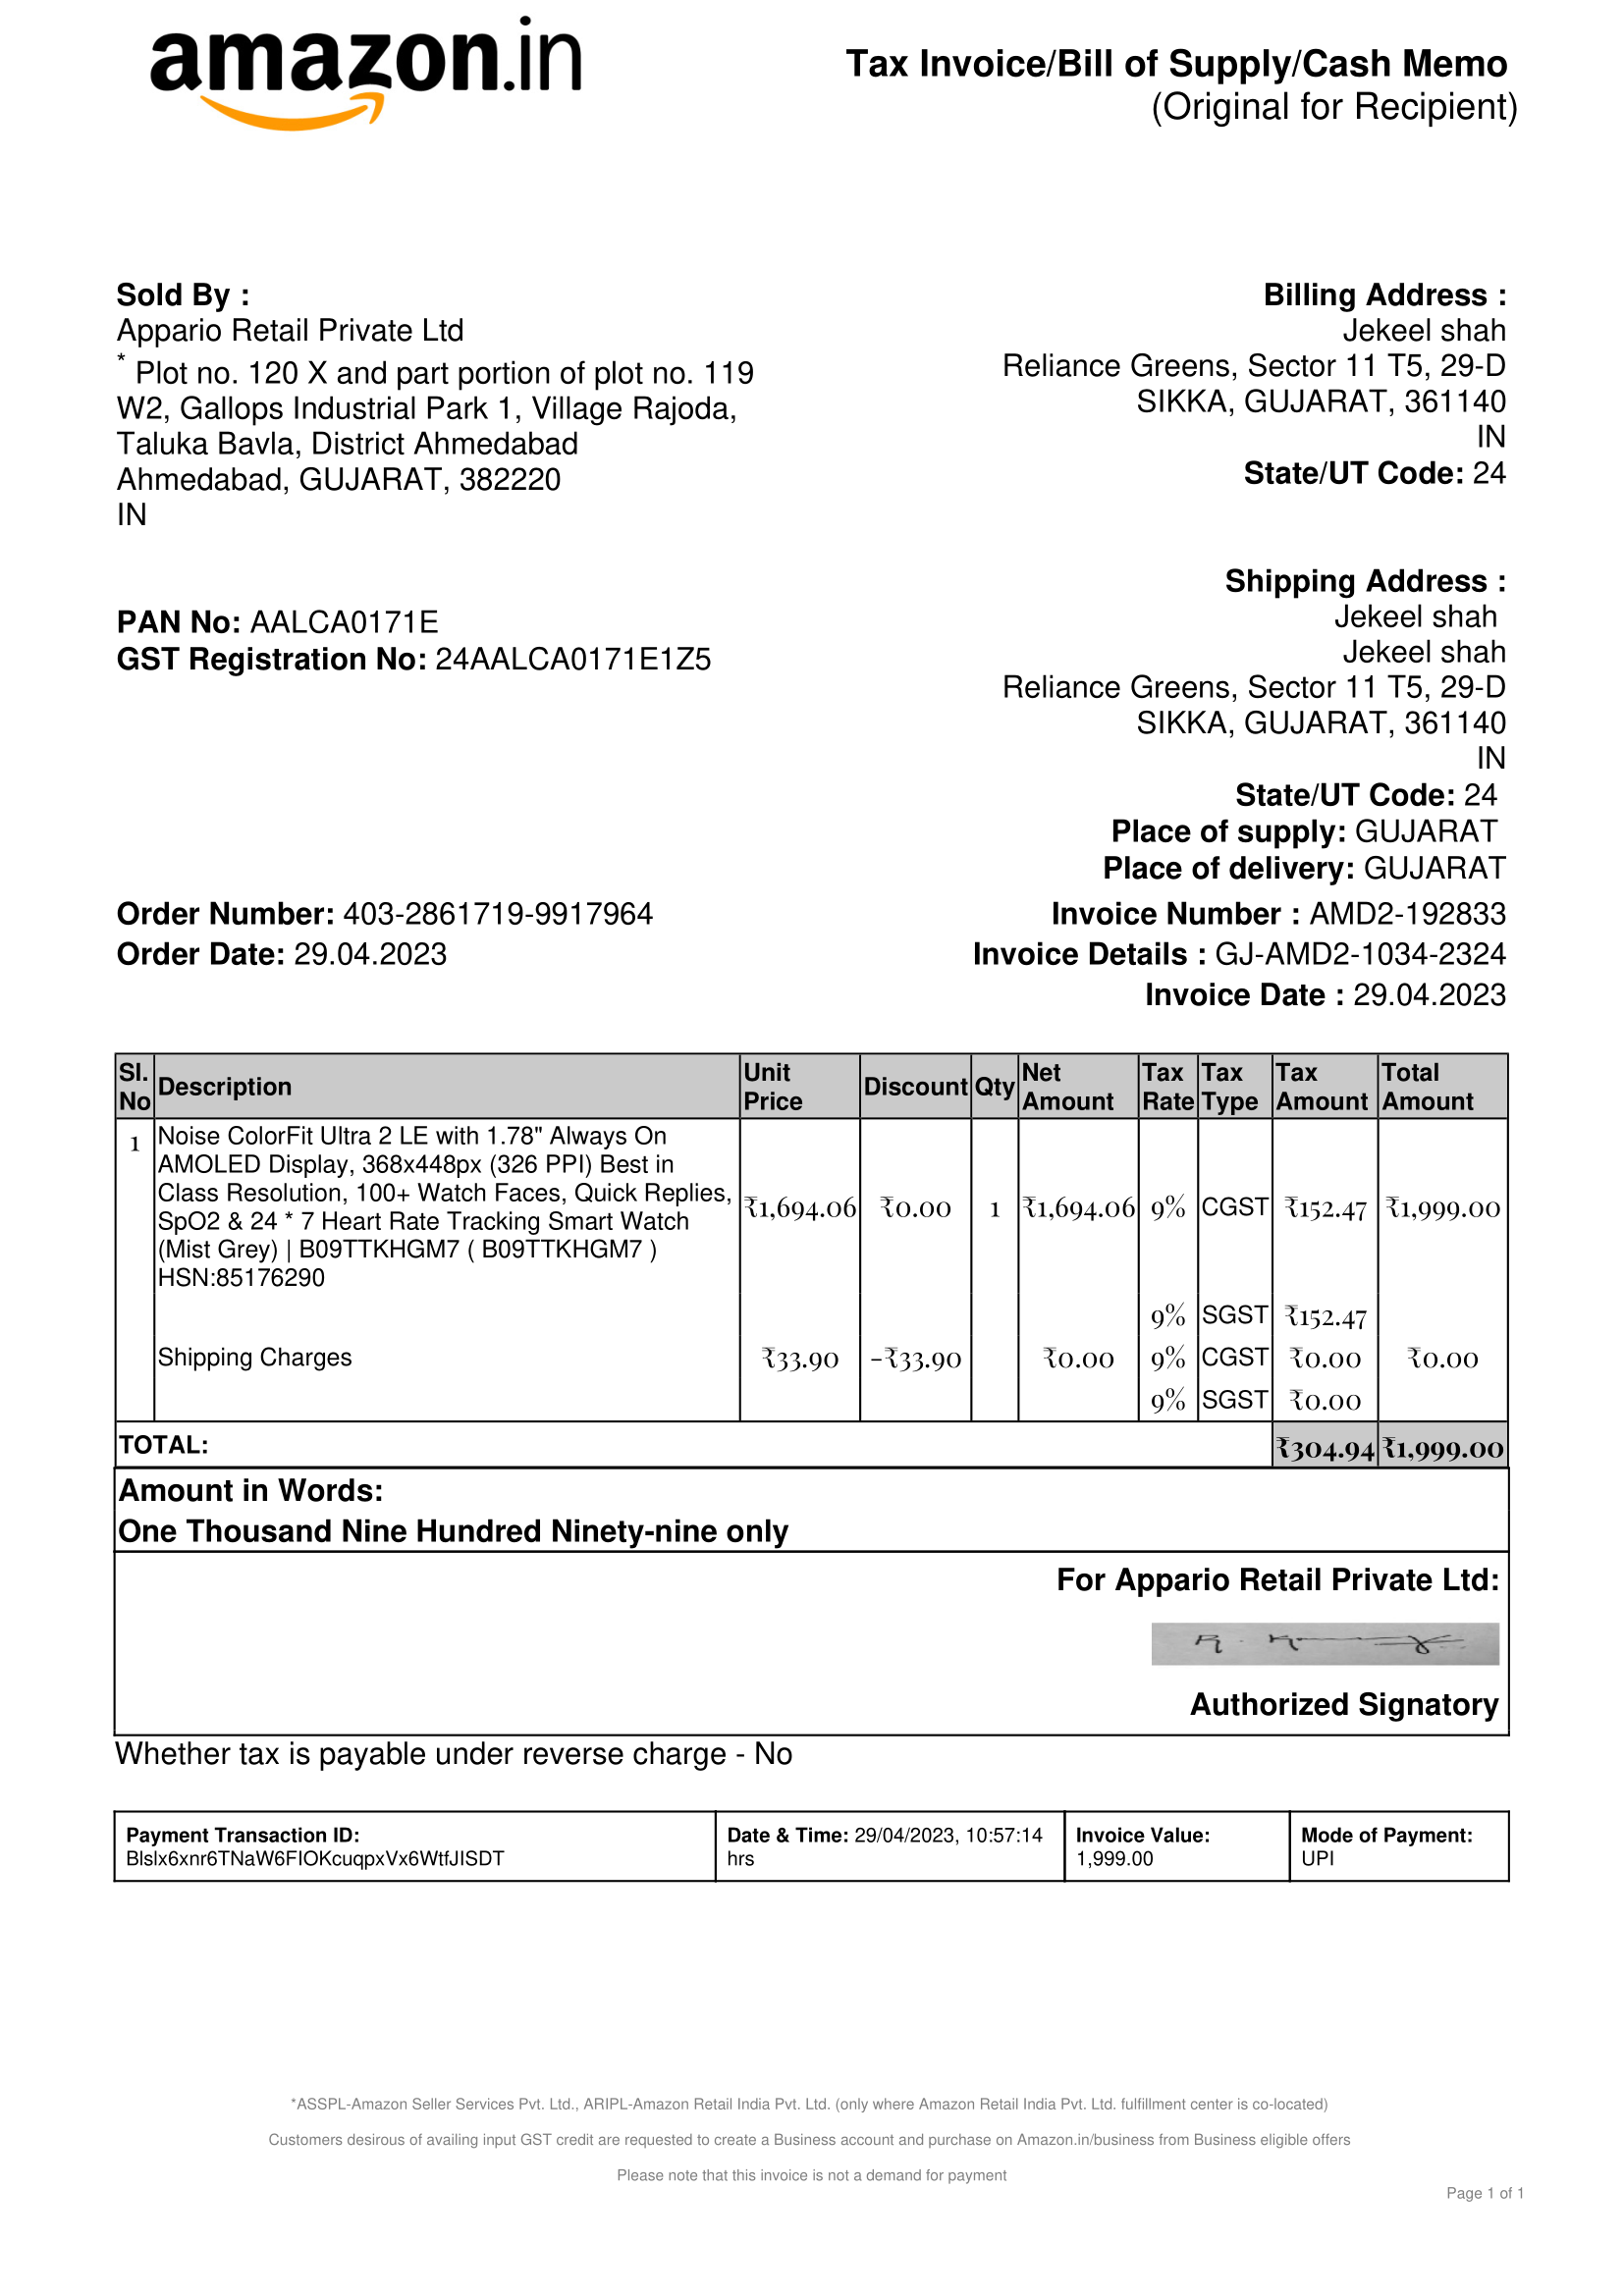 amazon.in
Tax Invoice/Bill of Supply/Cash Memo
(Original for Recipient)
Sold By :
Appario Retail Private Ltd
* Plot no. 120 X and part portion of plot no. 119
W2, Gallops Industrial Park 1, Village Rajoda,
Taluka Bavla, District Ahmedabad
Ahmedabad, GUJARAT, 382220
IN
Billing Address :
Jekeel shah
Reliance Greens, Sector 11 T5, 29-D
SIKKA, GUJARAT, 361140
IN
State/UT Code: 24
PAN No: AALCA0171E
GST Registration No: 24AALCA0171E1Z5
Shipping Address :
Jekeel shah
Jekeel shah
Reliance Greens, Sector 11 T5, 29-D
SIKKA, GUJARAT, 361140
IN
State/UT Code: 24
Place of supply: GUJARAT
Place of delivery: GUJARAT
Order Number: 403-2861719-9917964
Order Date: 29.04.2023
Invoice Number : AMD2-192833
Invoice Details : GJ-AMD2-1034-2324
Invoice Date : 29.04.2023
Sl. No Description Unit Price Discount Qty Net Amount Tax Rate Tax Type Tax Amount Total Amount
1 Noise ColorFit Ultra 2 LE with 1.78" Always On
AMOLED Display, 368x448px (326 PPI) Best in
Class Resolution, 100+ Watch Faces, Quick Replies,
SpO2 & 24 * 7 Heart Rate Tracking Smart Watch
(Mist Grey) | B09TTKHGM7 ( B09TTKHGM7 )
HSN:85176290
₹1,694.06 ₹0.00 1 ₹1,694.06 9% CGST ₹152.47 ₹1,999.00
9% SGST ₹152.47
Shipping Charges ₹33.90 -₹33.90 ₹0.00 9% CGST ₹0.00 ₹0.00
9% SGST ₹0.00
TOTAL: ₹304.94 ₹1,999.00
Amount in Words:
One Thousand Nine Hundred Ninety-nine only
For Appario Retail Private Ltd:
Authorized Signatory
Whether tax is payable under reverse charge - No
Payment Transaction ID:
BIslx6xnr6TNaW6FIOKcuqpxVx6WtfJISDT
Date & Time: 29/04/2023, 10:57:14
hrs
Invoice Value:
1,999.00
Mode of Payment:
UPI
*ASSPL-Amazon Seller Services Pvt. Ltd., ARIPL-Amazon Retail India Pvt. Ltd. (only where Amazon Retail India Pvt. Ltd. fulfillment center is co-located)
Customers desirous of availing input GST credit are requested to create a Business account and purchase on Amazon.in/business from Business eligible offers
Please note that this invoice is not a demand for payment
Page 1 of 1